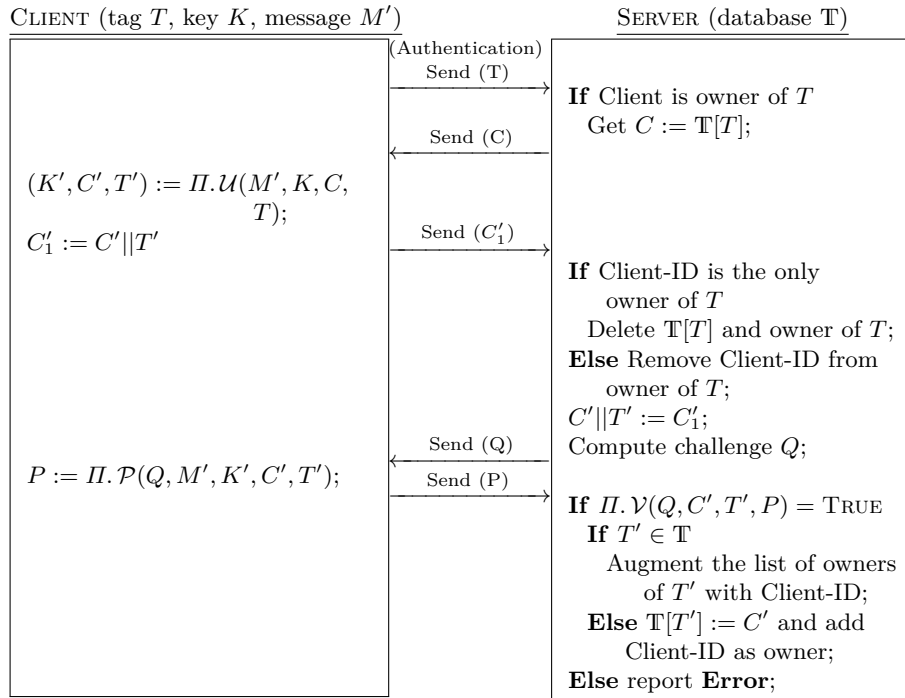 CLIENT (tag T, key K, message M′)
SERVER (database 𝕋)
(Authentication)
Send (T)
If Client is owner of T
Get C := 𝕋[T];
Send (C)
(K′, C′, T′) := Π.𝒰(M′, K, C,
T);
C′₁ := C′||T′
Send (C′₁)
If Client-ID is the only
owner of T
Delete 𝕋[T] and owner of T;
Else Remove Client-ID from
owner of T;
C′||T′ := C′₁;
Send (Q)
Compute challenge Q;
P := Π.𝒫(Q, M′, K′, C′, T′);
Send (P)
If Π.𝒱(Q, C′, T′, P) = TRUE
If T′ ∈ 𝕋
Augment the list of owners
of T′ with Client-ID;
Else 𝕋[T′] := C′ and add
Client-ID as owner;
Else report Error;